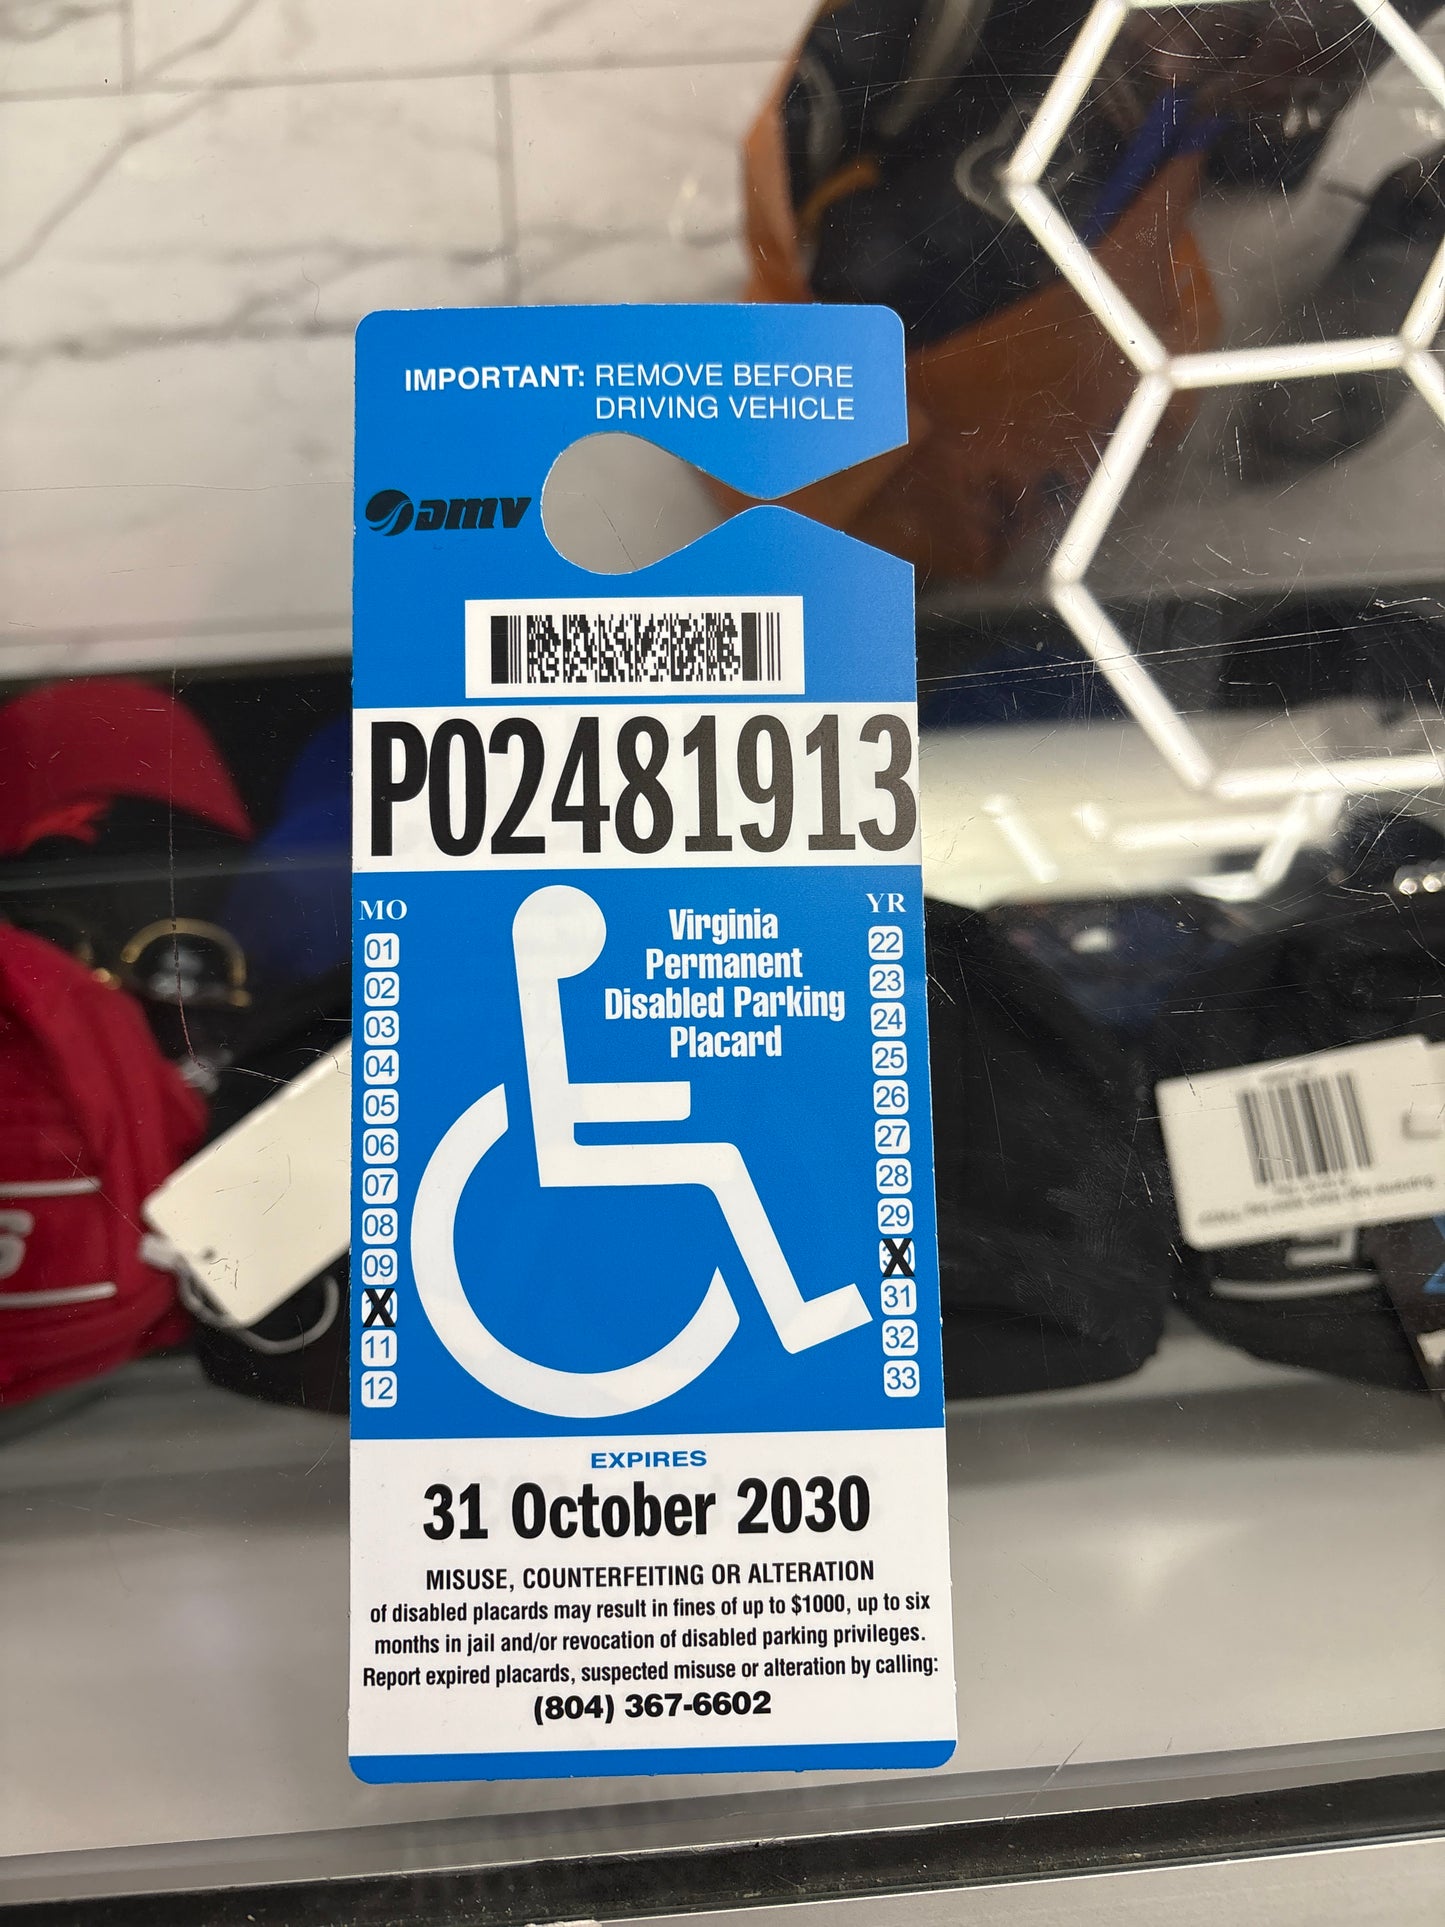 IMPORTANT: REMOVE BEFORE
DRIVING VEHICLE
DMV
P02481913
MO
YR
Virginia
Permanent
Disabled Parking
Placard
01
02
03
04
05
06
07
08
09
X
11
12
22
23
24
25
26
27
28
29
X
31
32
33
EXPIRES
31 October 2030
MISUSE, COUNTERFEITING OR ALTERATION
of disabled placards may result in fines of up to $1000, up to six
months in jail and/or revocation of disabled parking privileges.
Report expired placards, suspected misuse or alteration by calling:
(804) 367-6602